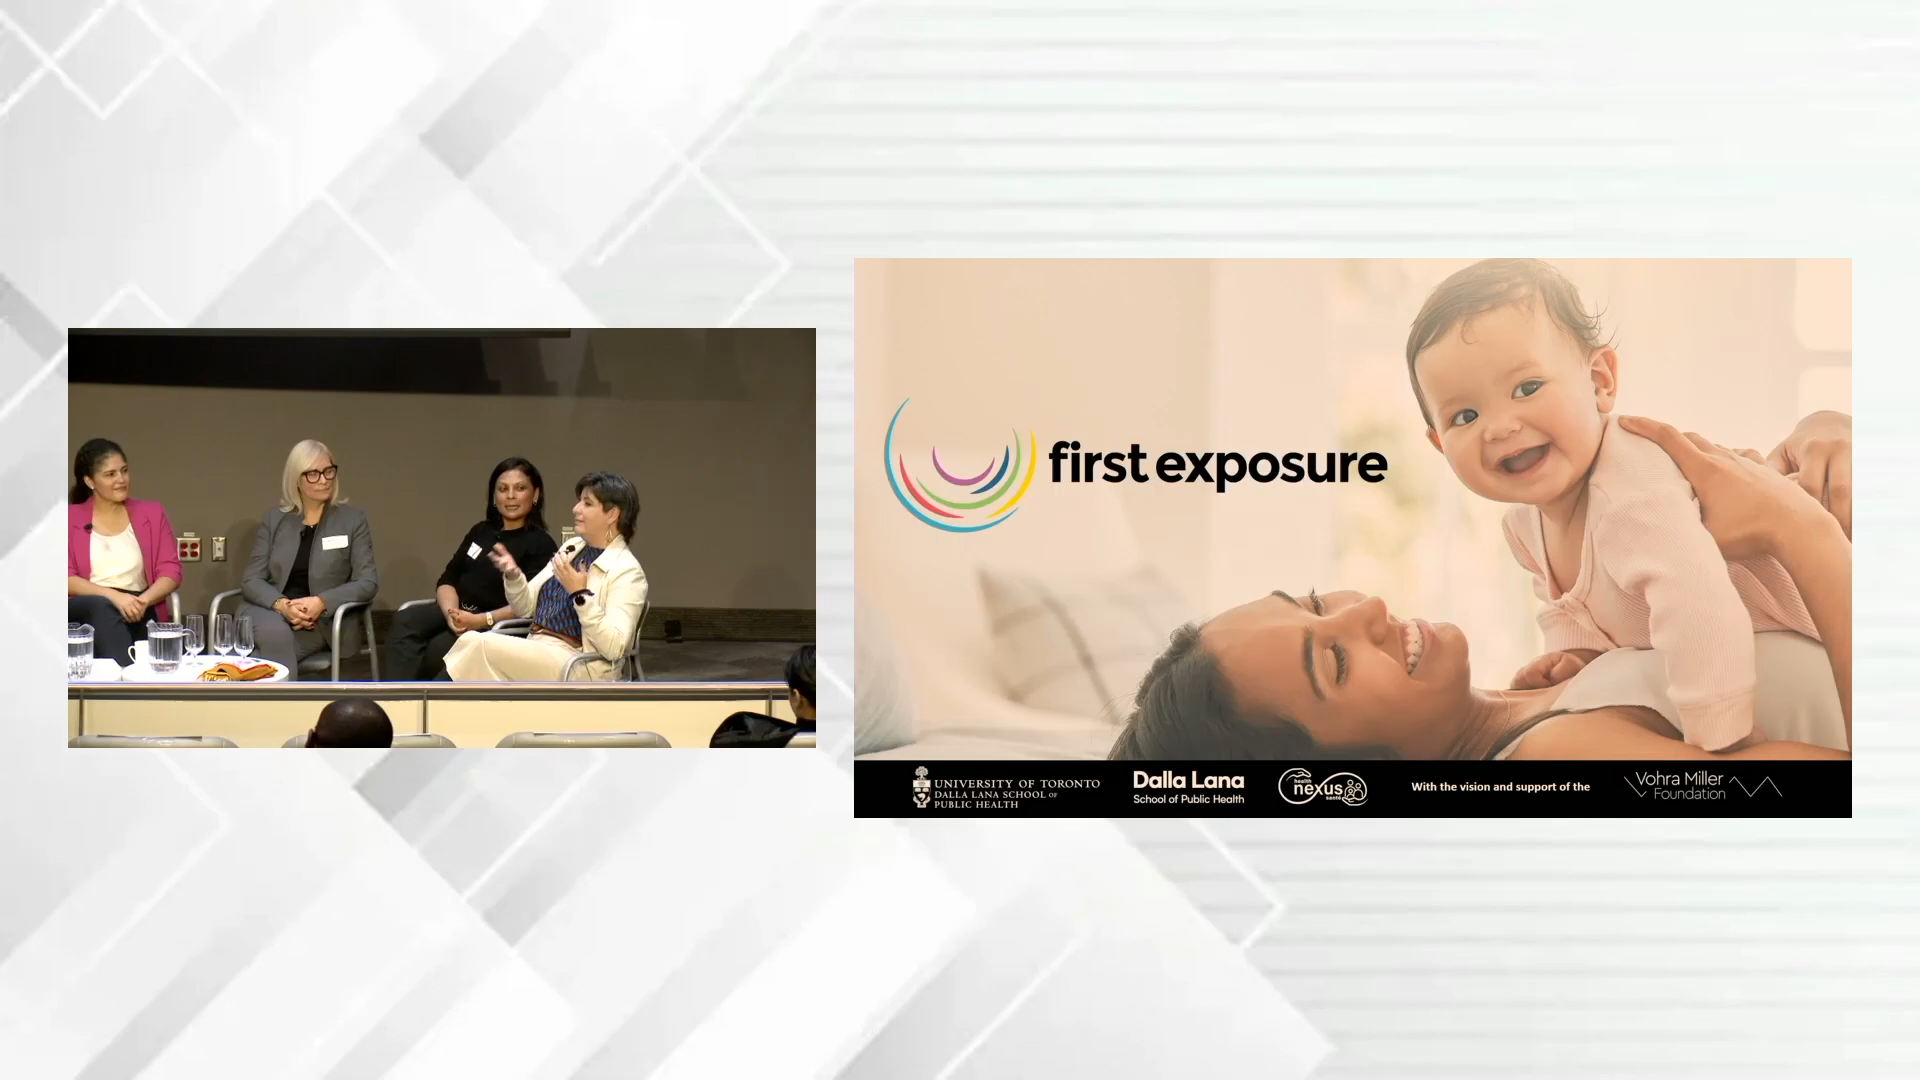 first exposure
UNIVERSITY OF TORONTO
DALLA LANA SCHOOL OF
PUBLIC HEALTH
Dalla Lana
School of Public Health
health
nexus
santé
With the vision and support of the
Vohra Miller
Foundation